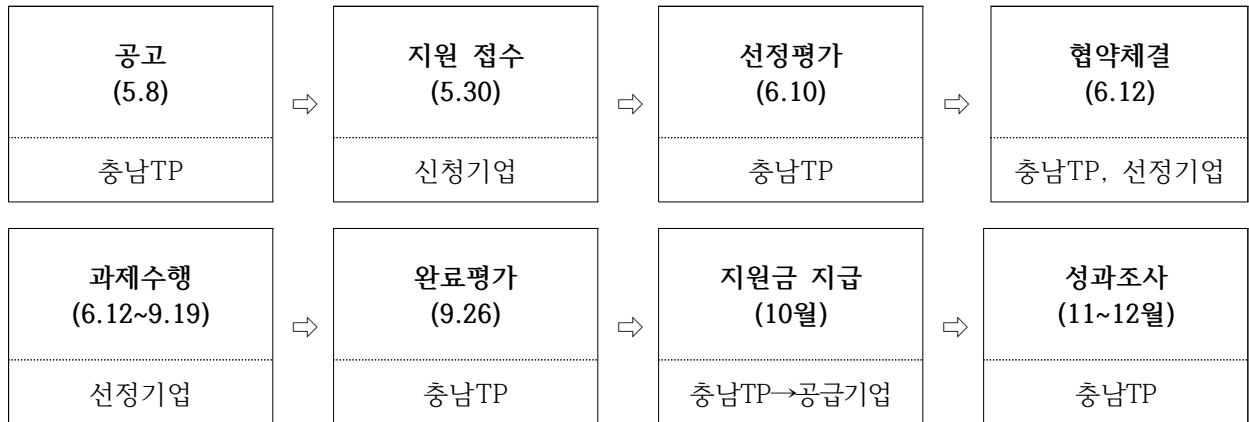 공고
(5.8)
충남TP
⇨
지원 접수
(5.30)
신청기업
⇨
선정평가
(6.10)
충남TP
⇨
협약체결
(6.12)
충남TP, 선정기업
과제수행
(6.12~9.19)
선정기업
⇨
완료평가
(9.26)
충남TP
⇨
지원금 지급
(10월)
충남TP→공급기업
⇨
성과조사
(11~12월)
충남TP